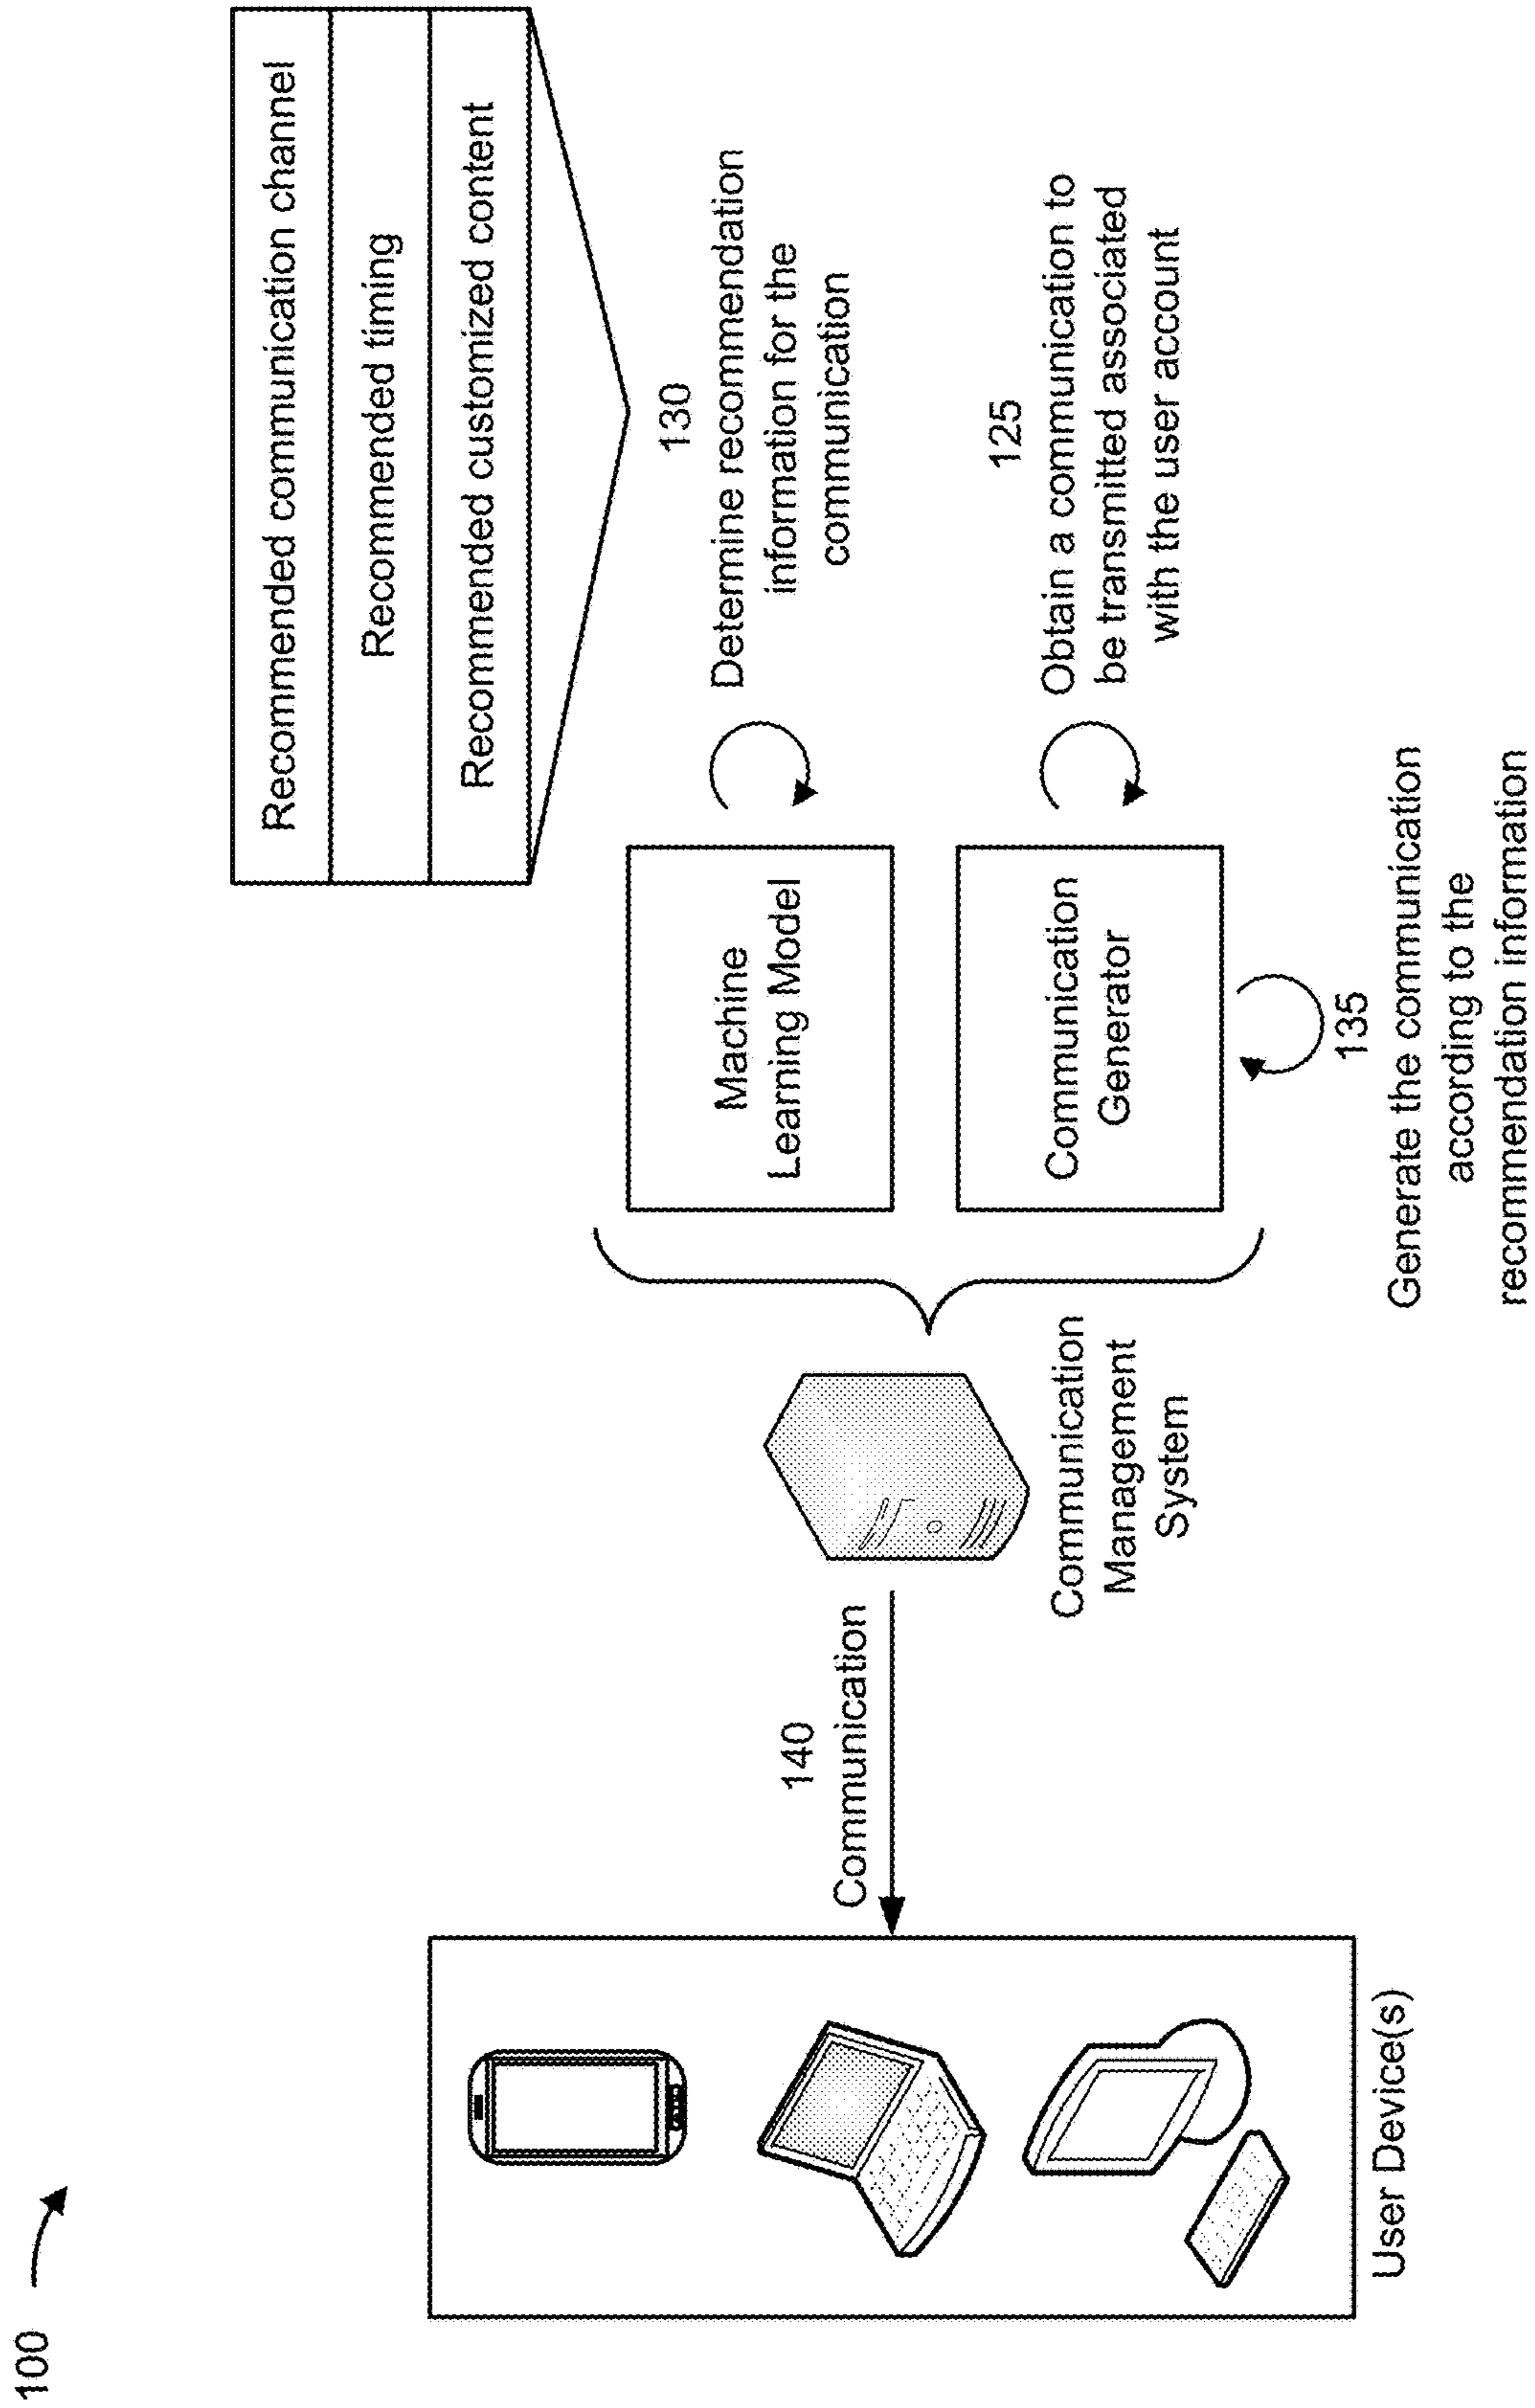 100
Recommended communication channel
Recommended timing
Recommended customized content
130
Determine recommendation
information for the
communication
Machine
Learning Model
125
Obtain a communication to
be transmitted associated
with the user account
Communication
Generator
135
Generate the communication
according to the
recommendation information
Communication
Management
System
140
Communication
User Device(s)